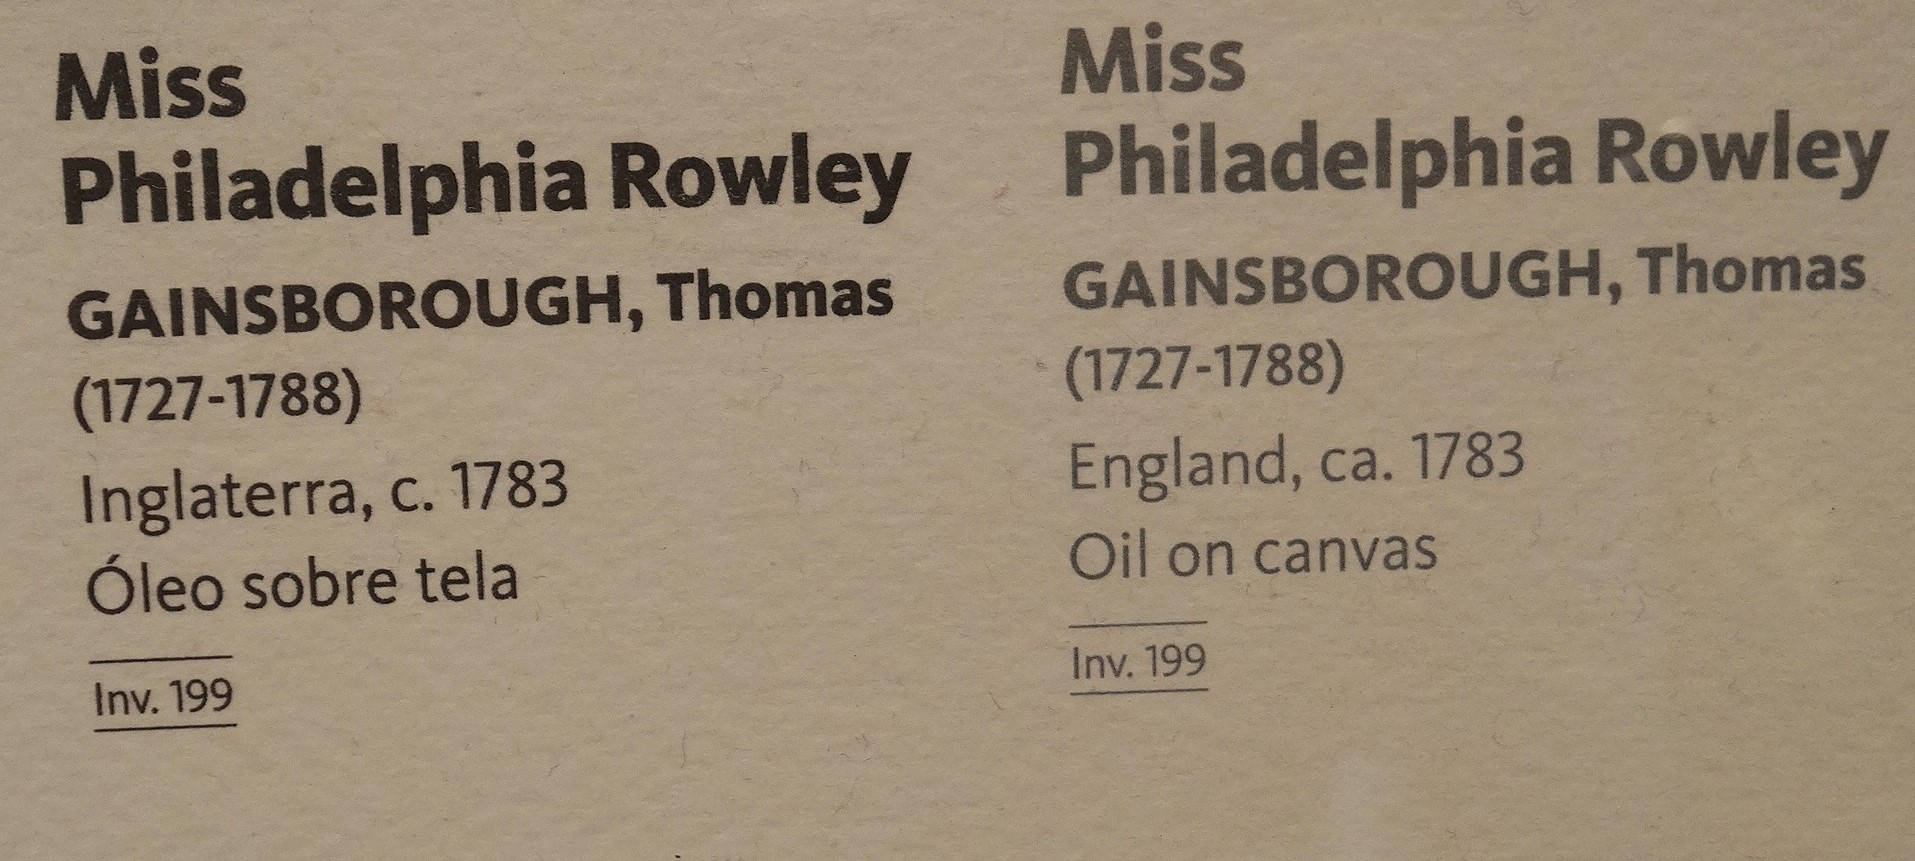 Miss
Philadelphia Rowley
GAINSBOROUGH, Thomas
(1727-1788)
Inglaterra, c. 1783
Óleo sobre tela
Inv. 199
Miss
Philadelphia Rowley
GAINSBOROUGH, Thomas
(1727-1788)
England, ca. 1783
Oil on canvas
Inv. 199